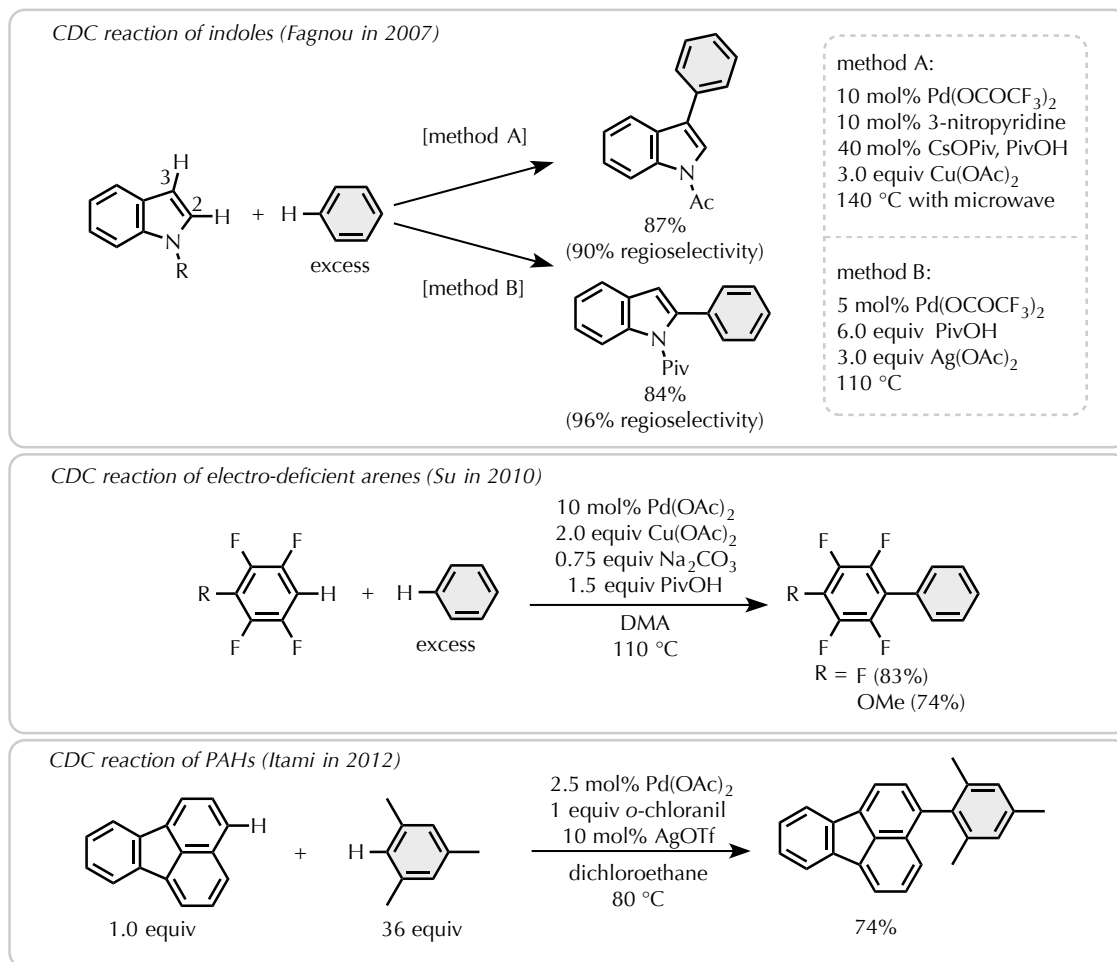 CDC reaction of indoles (Fagnou in 2007)
H
3
2
H
N
R
+
H
excess
[method A]
[method B]
N
Ac
87%
(90% regioselectivity)
N
Piv
84%
(96% regioselectivity)
method A:
10 mol% Pd(OCOCF₃)₂
10 mol% 3-nitropyridine
40 mol% CsOPiv, PivOH
3.0 equiv Cu(OAc)₂
140 °C with microwave
method B:
5 mol% Pd(OCOCF₃)₂
6.0 equiv PivOH
3.0 equiv Ag(OAc)₂
110 °C
CDC reaction of electro-deficient arenes (Su in 2010)
F F
R H
F F
+
H
excess
10 mol% Pd(OAc)₂
2.0 equiv Cu(OAc)₂
0.75 equiv Na₂CO₃
1.5 equiv PivOH
DMA
110 °C
F F
R
F F
R = F (83%)
OMe (74%)
CDC reaction of PAHs (Itami in 2012)
H
1.0 equiv
+
H
36 equiv
2.5 mol% Pd(OAc)₂
1 equiv o-chloranil
10 mol% AgOTf
dichloroethane
80 °C
74%